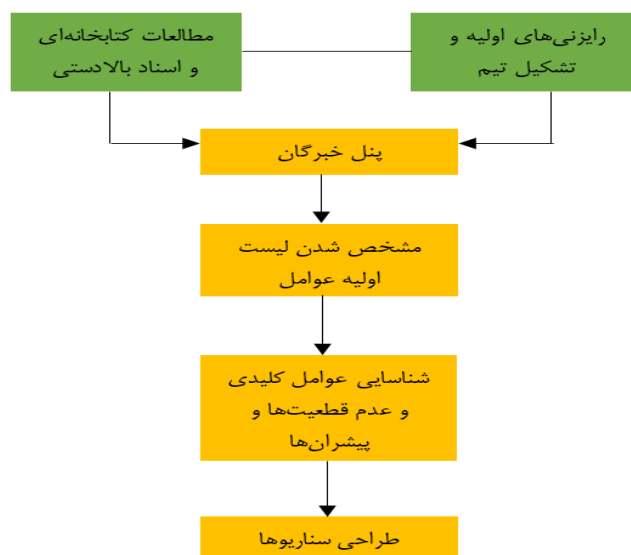 رایزنی‌های اولیه و
تشکیل تیم
مطالعات کتابخانه‌ای
و اسناد بالادستی
پنل خبرگان
مشخص شدن لیست
اولیه عوامل
شناسایی عوامل کلیدی
و عدم قطعیت‌ها و
پیشران‌ها
طراحی سناریوها